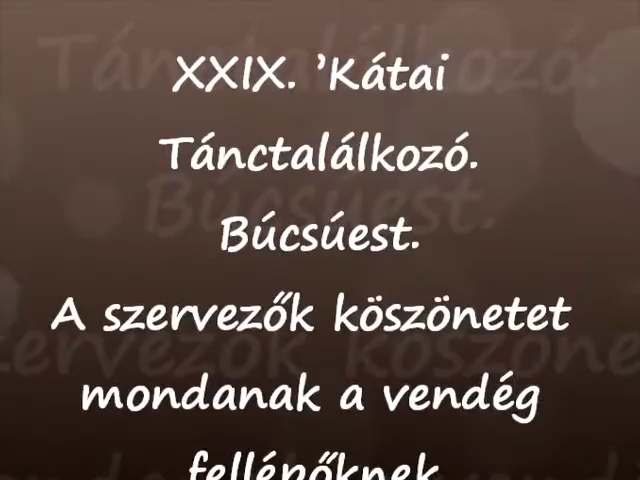 XXIX. ’Kátai
Tánctalálkozó.
Búcsúest.
A szervezők köszönetet
mondanak a vendég
fellépőknek